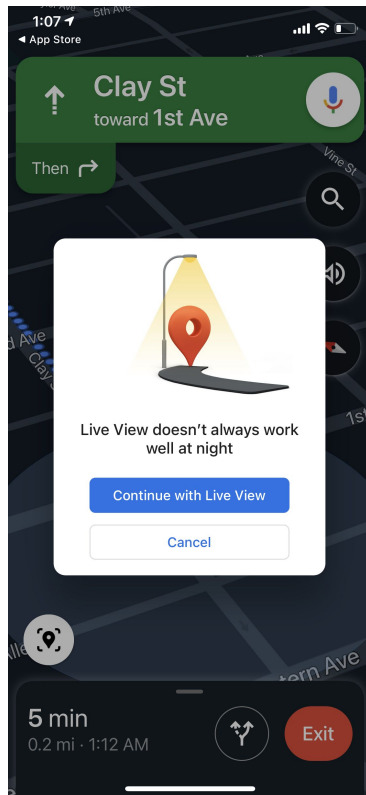 5th Ave
1:07
◀ App Store
Clay St
toward 1st Ave
Then
Vine St
d Ave
Clay
1st
Live View doesn't always work
well at night
Continue with Live View
Cancel
Alle
tern Ave
5 min
0.2 mi · 1:12 AM
Exit